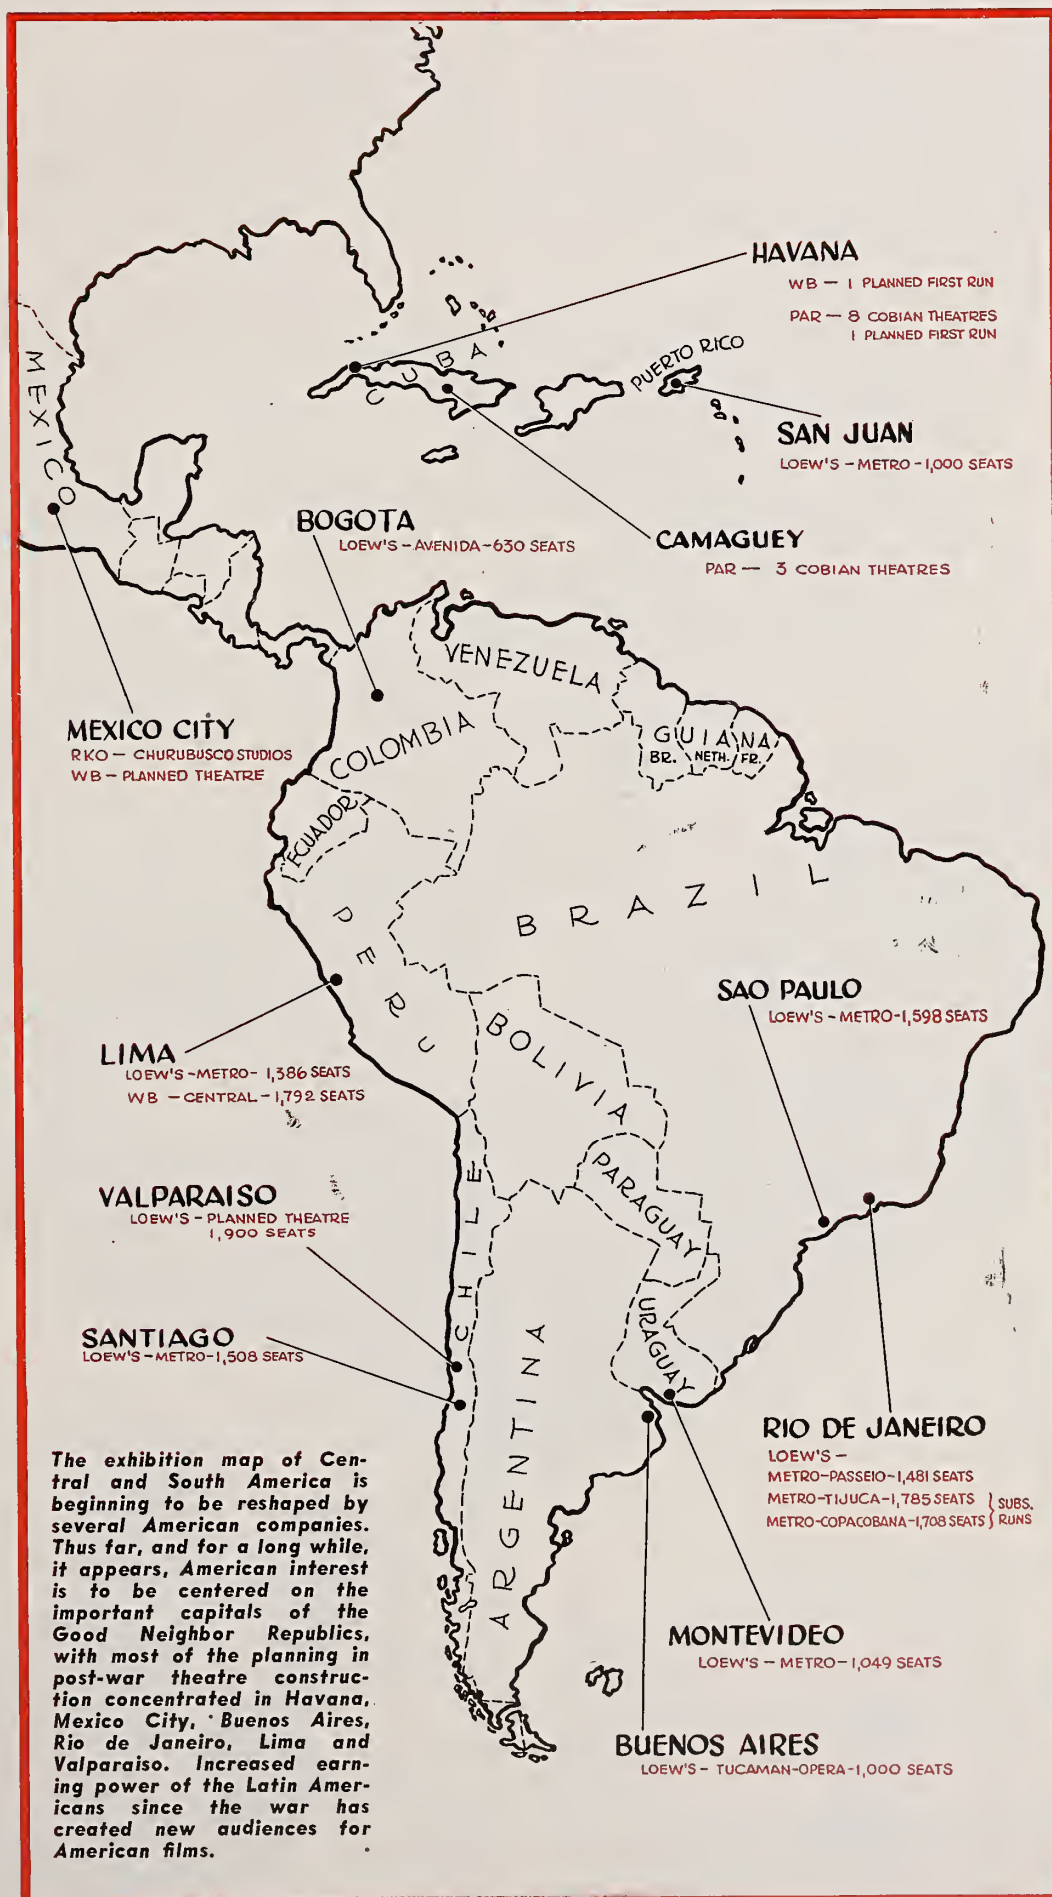 HAVANA
WB — 1 PLANNED FIRST RUN
PAR — 8 COBIAN THEATRES
1 PLANNED FIRST RUN
CUBA
PUERTO RICO
SAN JUAN
LOEW'S - METRO - 1,000 SEATS
MEXICO
BOGOTA
LOEW'S - AVENIDA - 630 SEATS
CAMAGUEY
PAR — 3 COBIAN THEATRES
VENEZUELA
MEXICO CITY
RKO — CHURUBUSCO STUDIOS
WB — PLANNED THEATRE
COLOMBIA
GUIANA
BR. NETH. FR.
ECUADOR
BRAZIL
PERU
SAO PAULO
LOEW'S - METRO - 1,598 SEATS
BOLIVIA
LIMA
LOEW'S - METRO - 1,386 SEATS
WB — CENTRAL - 1,792 SEATS
PARAGUAY
VALPARAISO
LOEW'S - PLANNED THEATRE
1,900 SEATS
CHILE
URAGUAY
SANTIAGO
LOEW'S - METRO - 1,508 SEATS
ARGENTINA
RIO DE JANEIRO
LOEW'S —
METRO-PASSEIO - 1,481 SEATS
METRO-TIJUCA - 1,785 SEATS } SUBS.
METRO-COPACOBANA - 1,708 SEATS } RUNS
MONTEVIDEO
LOEW'S - METRO - 1,049 SEATS
BUENOS AIRES
LOEW'S - TUCAMAN-OPERA - 1,000 SEATS
The exhibition map of Cen-
tral and South America is
beginning to be reshaped by
several American companies.
Thus far, and for a long while,
it appears, American interest
is to be centered on the
important capitals of the
Good Neighbor Republics,
with most of the planning in
post-war theatre construc-
tion concentrated in Havana,
Mexico City, Buenos Aires,
Rio de Janeiro, Lima and
Valparaiso. Increased earn-
ing power of the Latin Amer-
icans since the war has
created new audiences for
American films.